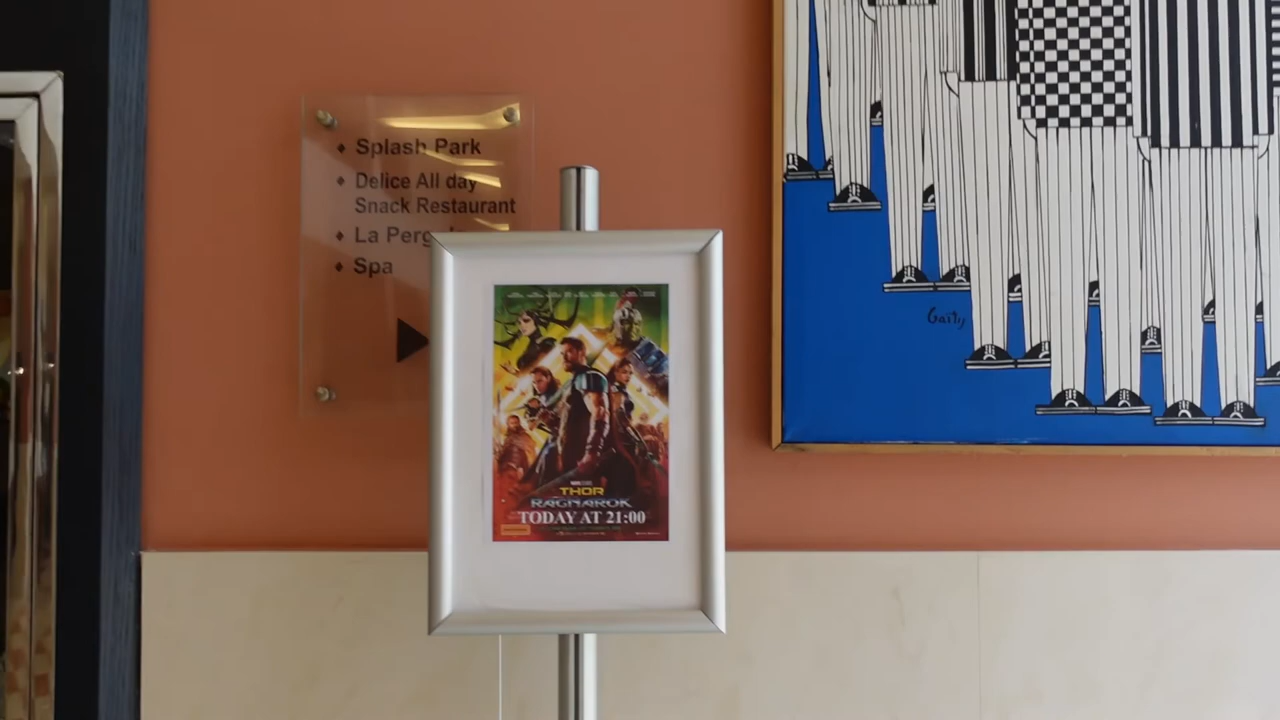 Splash Park
Delice All day
Snack Restaurant
La Perg
Spa
THOR
RAGNAROK
TODAY AT 21:00